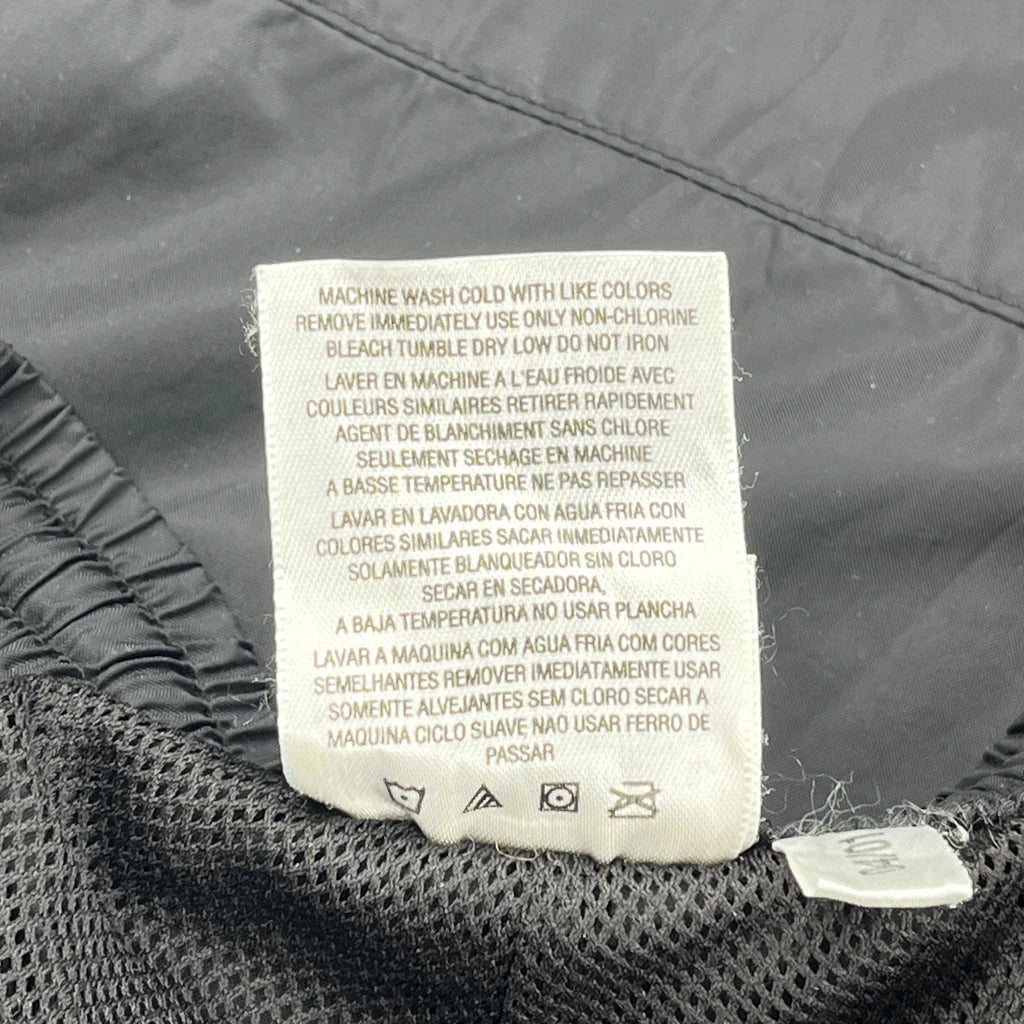 MACHINE WASH COLD WITH LIKE COLORS
REMOVE IMMEDIATELY USE ONLY NON-CHLORINE
BLEACH TUMBLE DRY LOW DO NOT IRON
LAVER EN MACHINE A L'EAU FROIDE AVEC
COULEURS SIMILAIRES RETIRER RAPIDEMENT
AGENT DE BLANCHIMENT SANS CHLORE
SEULEMENT SECHAGE EN MACHINE
A BASSE TEMPERATURE NE PAS REPASSER
LAVAR EN LAVADORA CON AGUA FRIA CON
COLORES SIMILARES SACAR INMEDIATAMENTE
SOLAMENTE BLANQUEADOR SIN CLORO
SECAR EN SECADORA,
A BAJA TEMPERATURA NO USAR PLANCHA
LAVAR A MAQUINA COM AGUA FRIA COM CORES
SEMELHANTES REMOVER IMEDIATAMENTE USAR
SOMENTE ALVEJANTES SEM CLORO SECAR A
MAQUINA CICLO SUAVE NAO USAR FERRO DE
PASSAR